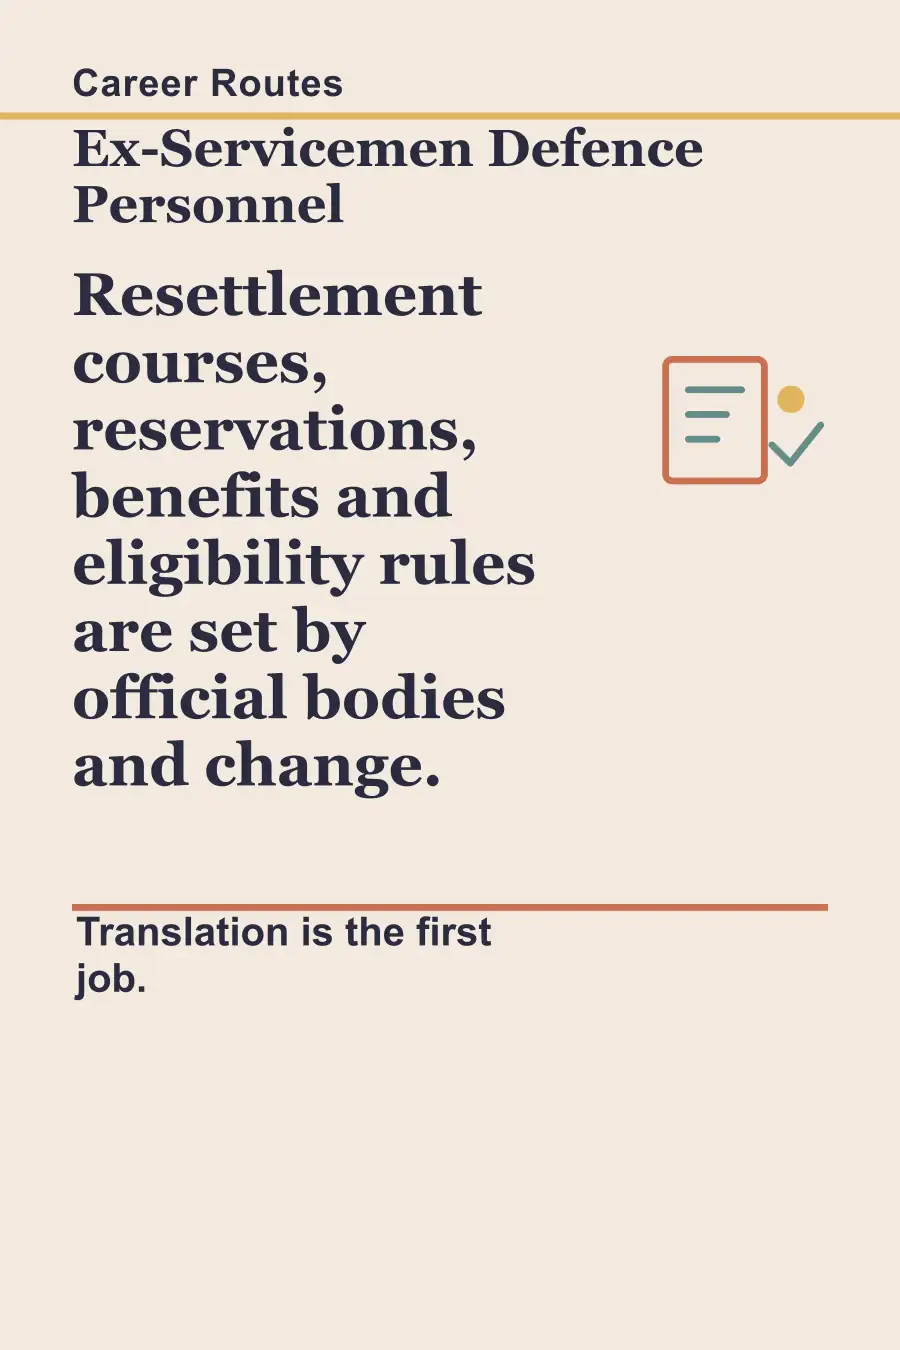 Career Routes
Ex-Servicemen Defence
Personnel
Resettlement
courses,
reservations,
benefits and
eligibility rules
are set by
official bodies
and change.
Translation is the first
job.